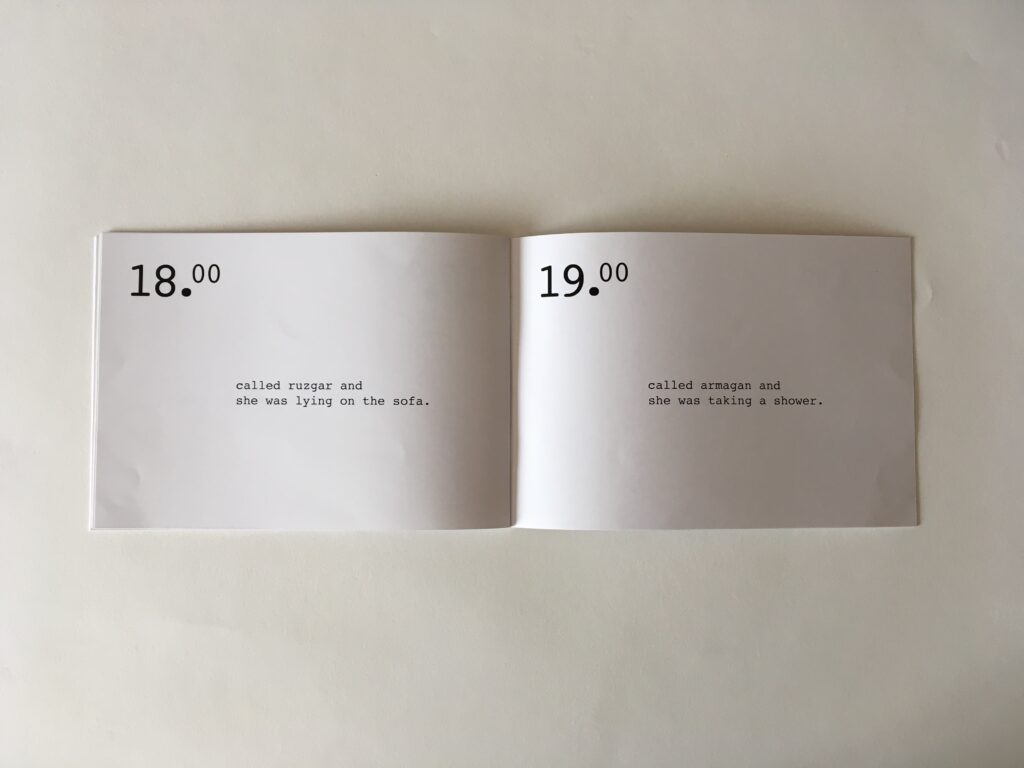 18.00
called ruzgar and
she was lying on the sofa.
19.00
called armagan and
she was taking a shower.